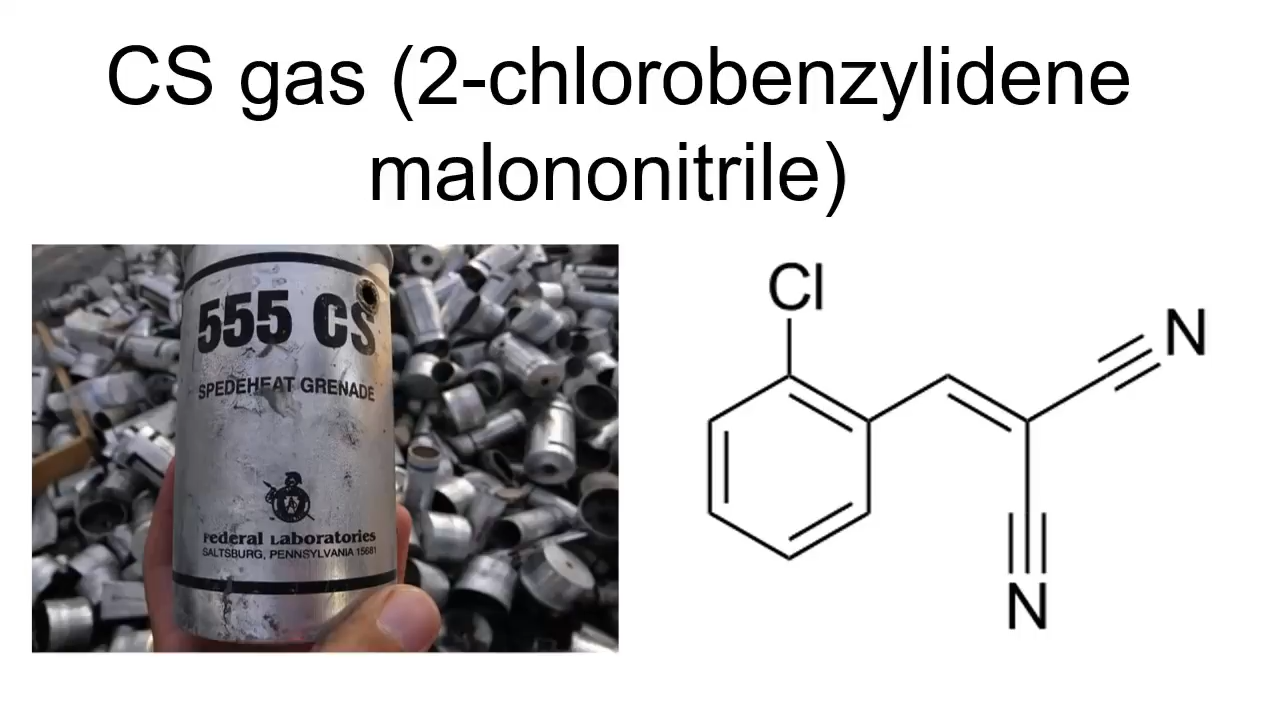 CS gas (2-chlorobenzylidene
malononitrile)
555 CS
SPEDEHEAT GRENADE
Federal Laboratories
SALTSBURG, PENNSYLVANIA 15681
Cl
N
N